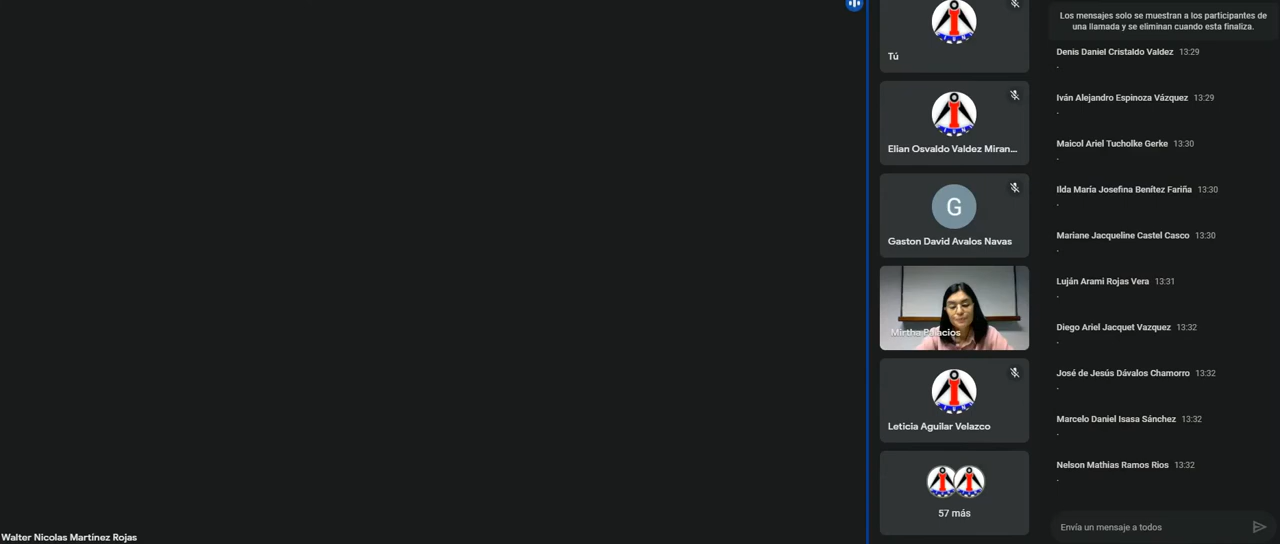 Walter Nicolas Martínez Rojas
Tú
Elian Osvaldo Valdez Miran...
G
Gaston David Avalos Navas
Mirtha Palacios
Leticia Aguilar Velazco
57 más
Los mensajes solo se muestran a los participantes de
una llamada y se eliminan cuando esta finaliza.
Denis Daniel Cristaldo Valdez 13:29
.
Iván Alejandro Espinoza Vázquez 13:29
.
Maicol Ariel Tucholke Gerke 13:30
.
Ilda María Josefina Benítez Fariña 13:30
.
Mariane Jacqueline Castel Casco 13:30
.
Luján Arami Rojas Vera 13:31
.
Diego Ariel Jacquet Vazquez 13:32
.
José de Jesús Dávalos Chamorro 13:32
.
Marcelo Daniel Isasa Sánchez 13:32
.
Nelson Mathias Ramos Rios 13:32
.
Envía un mensaje a todos